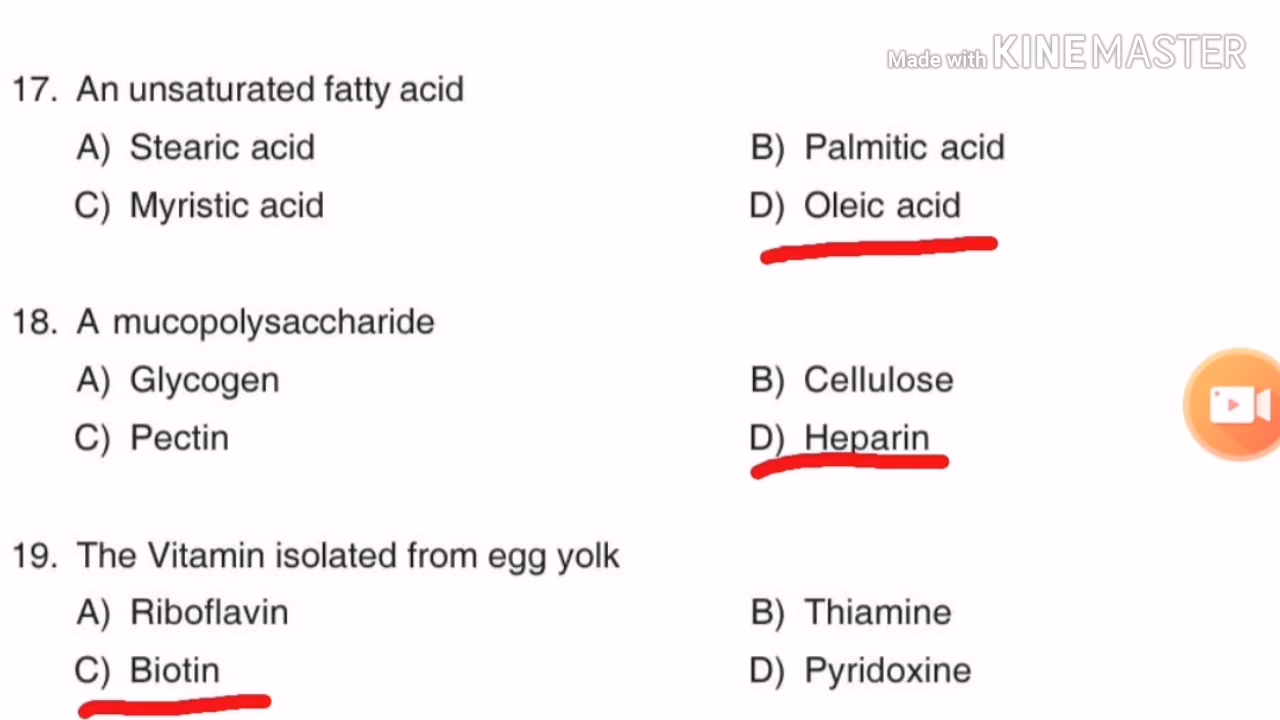 Made with KINEMASTER
17. An unsaturated fatty acid
A) Stearic acid B) Palmitic acid
C) Myristic acid D) Oleic acid
18. A mucopolysaccharide
A) Glycogen B) Cellulose
C) Pectin D) Heparin
19. The Vitamin isolated from egg yolk
A) Riboflavin B) Thiamine
C) Biotin D) Pyridoxine